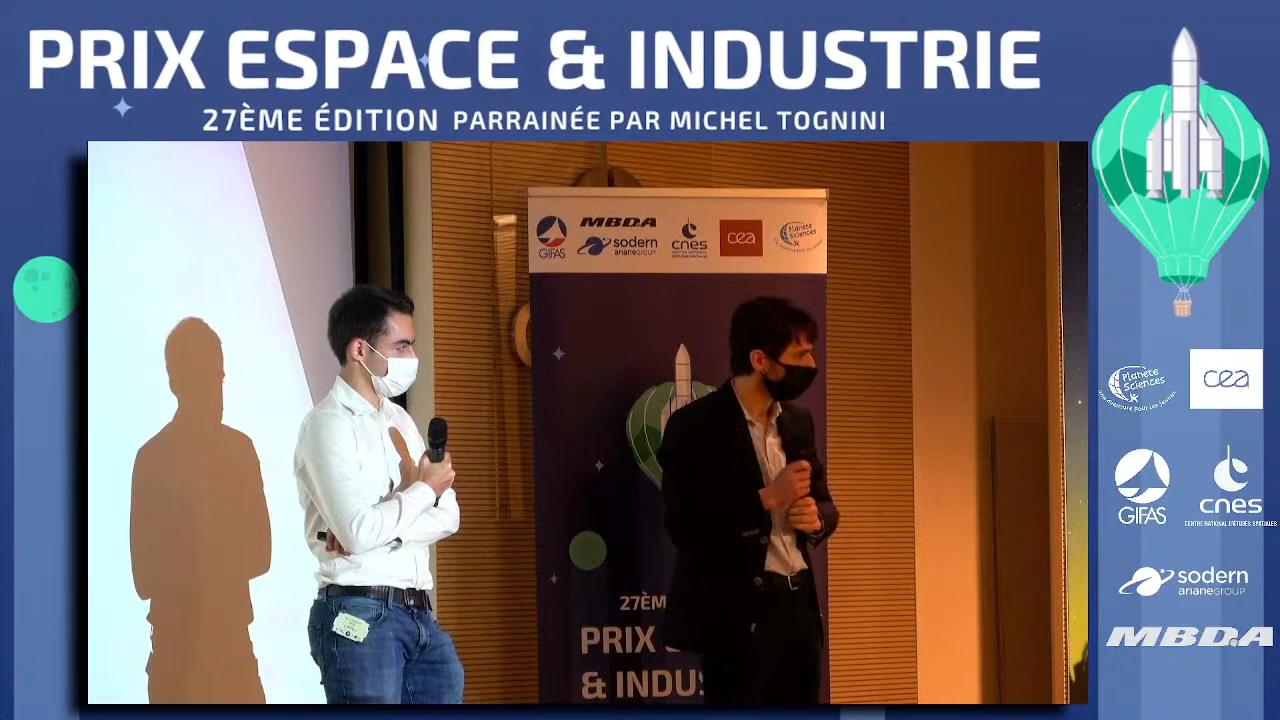 PRIX ESPACE & INDUSTRIE
27ÈME ÉDITION PARRAINÉE PAR MICHEL TOGNINI
GIFAS
MBDA
sodern
arianeGROUP
cnes
cea
Planète
Sciences
27ÈM
PRIX
& INDUS
Planète
Sciences
cea
GIFAS
cnes
CENTRE NATIONAL D'ÉTUDES SPATIALES
sodern
arianeGROUP
MBDA